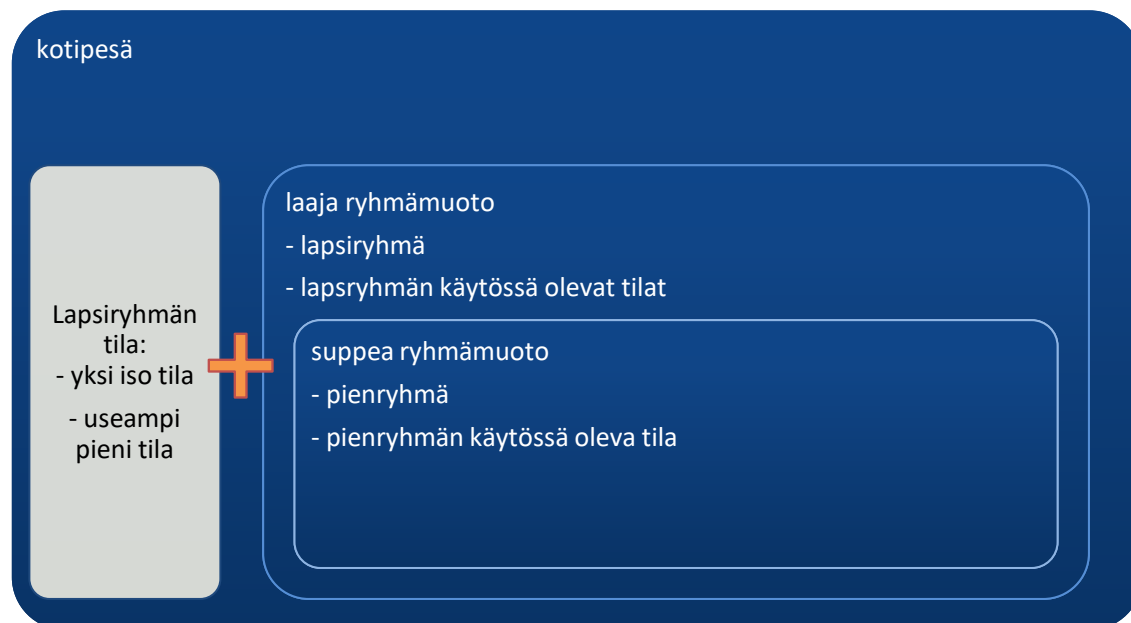 kotipesä
Lapsiryhmän
tila:
- yksi iso tila
- useampi
pieni tila
laaja ryhmämuoto
- lapsiryhmä
- lapsryhmän käytössä olevat tilat
suppea ryhmämuoto
- pienryhmä
- pienryhmän käytössä oleva tila